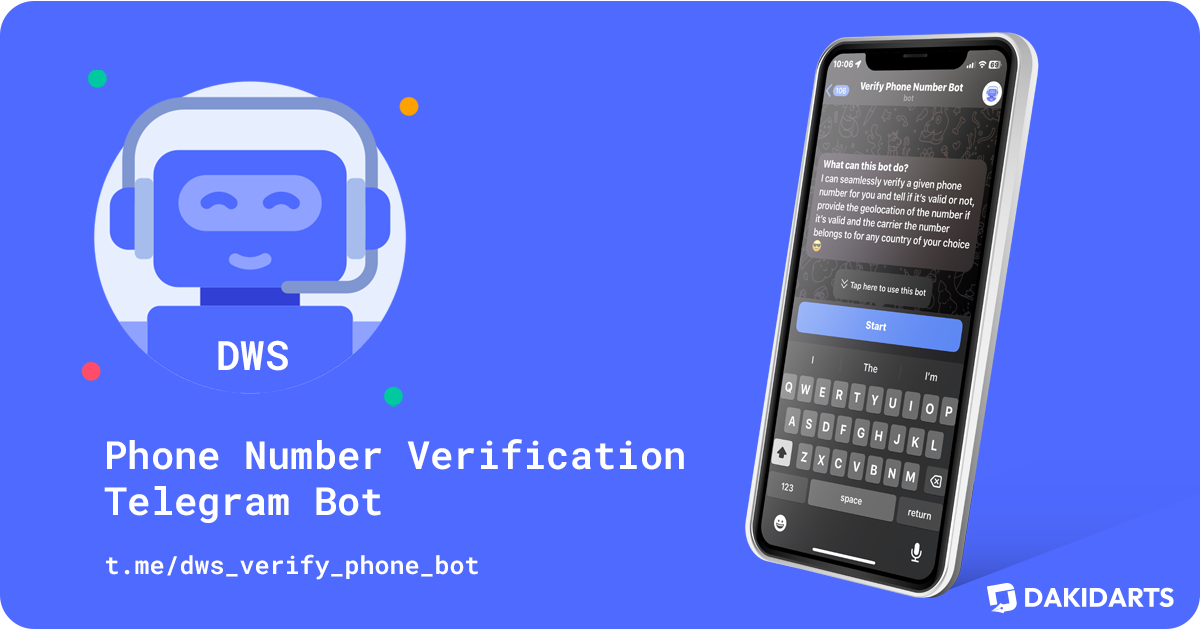 DWS
Phone Number Verification
Telegram Bot
t.me/dws_verify_phone_bot
10:06
68
106
Verify Phone Number Bot
bot
What can this bot do?
I can seamlessly verify a given phone
number for you and tell if it's valid or not,
provide the geolocation of the number if
it's valid and the carrier the number
belongs to for any country of your choice
😎
Tap here to use this bot
Start
I The I'm
Q W E R T Y U I O P
A S D F G H J K L
Z X C V B N M
123 space return
DAKIDARTS